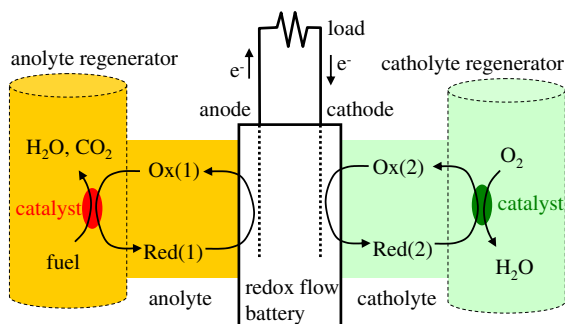 load
anolyte regenerator
e⁻
e⁻
catholyte regenerator
anode
cathode
H₂O, CO₂
Ox(1)
Ox(2)
O₂
catalyst
catalyst
fuel
Red(1)
Red(2)
H₂O
anolyte
redox flow
battery
catholyte